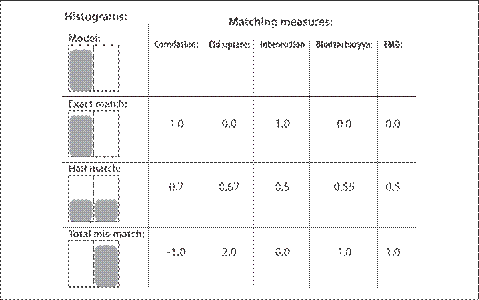 Histograms:
Matching measures:
Model:
Correlation: Chi square: Intersection Bhattacharyya: EMD:
Exact match:
1.0 0.0 1.0 0.0 0.0
Half match:
0.7 0.67 0.5 0.55 0.5
Total mis-match:
-1.0 2.0 0.0 1.0 1.0